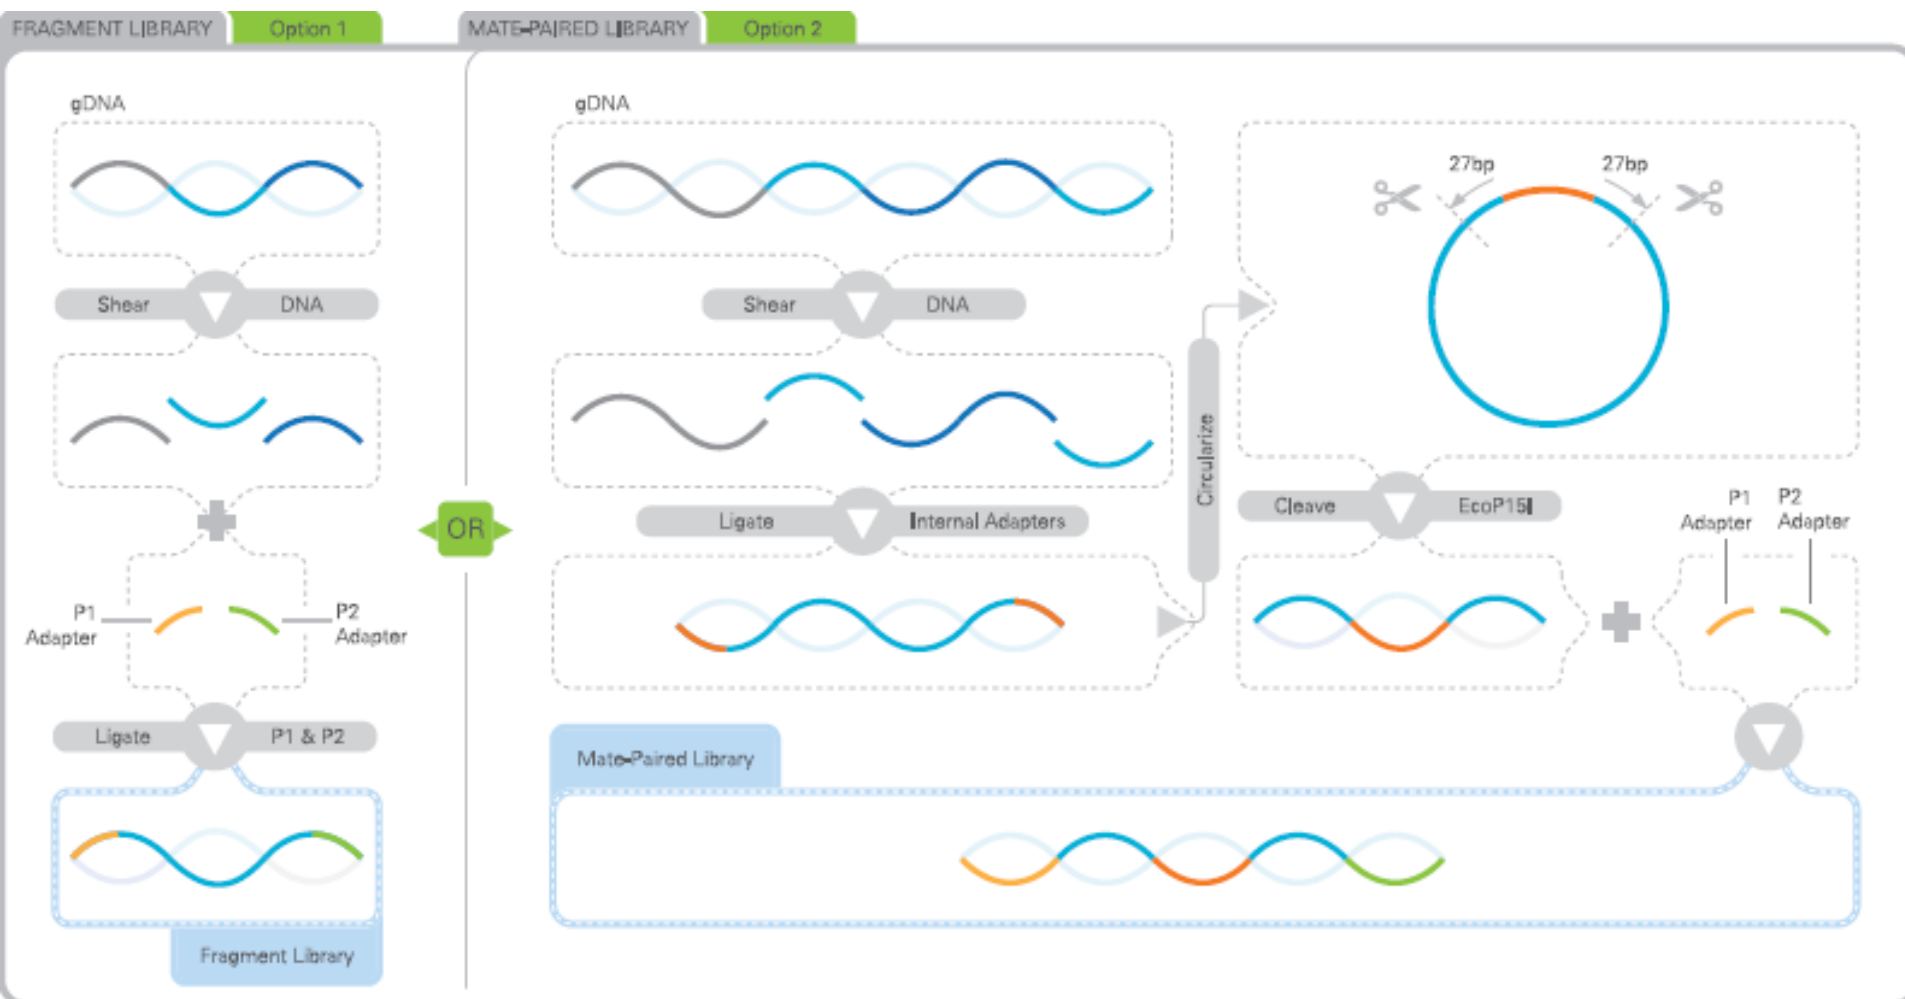 FRAGMENT LIBRARY
Option 1
gDNA
Shear
DNA
P1
Adapter
P2
Adapter
Ligate
P1 & P2
Fragment Library
OR
MATE-PAIRED LIBRARY
Option 2
gDNA
Shear
DNA
Ligate
Internal Adapters
Circularize
27bp
27bp
Cleave
EcoP15I
P1
Adapter
P2
Adapter
Mate-Paired Library